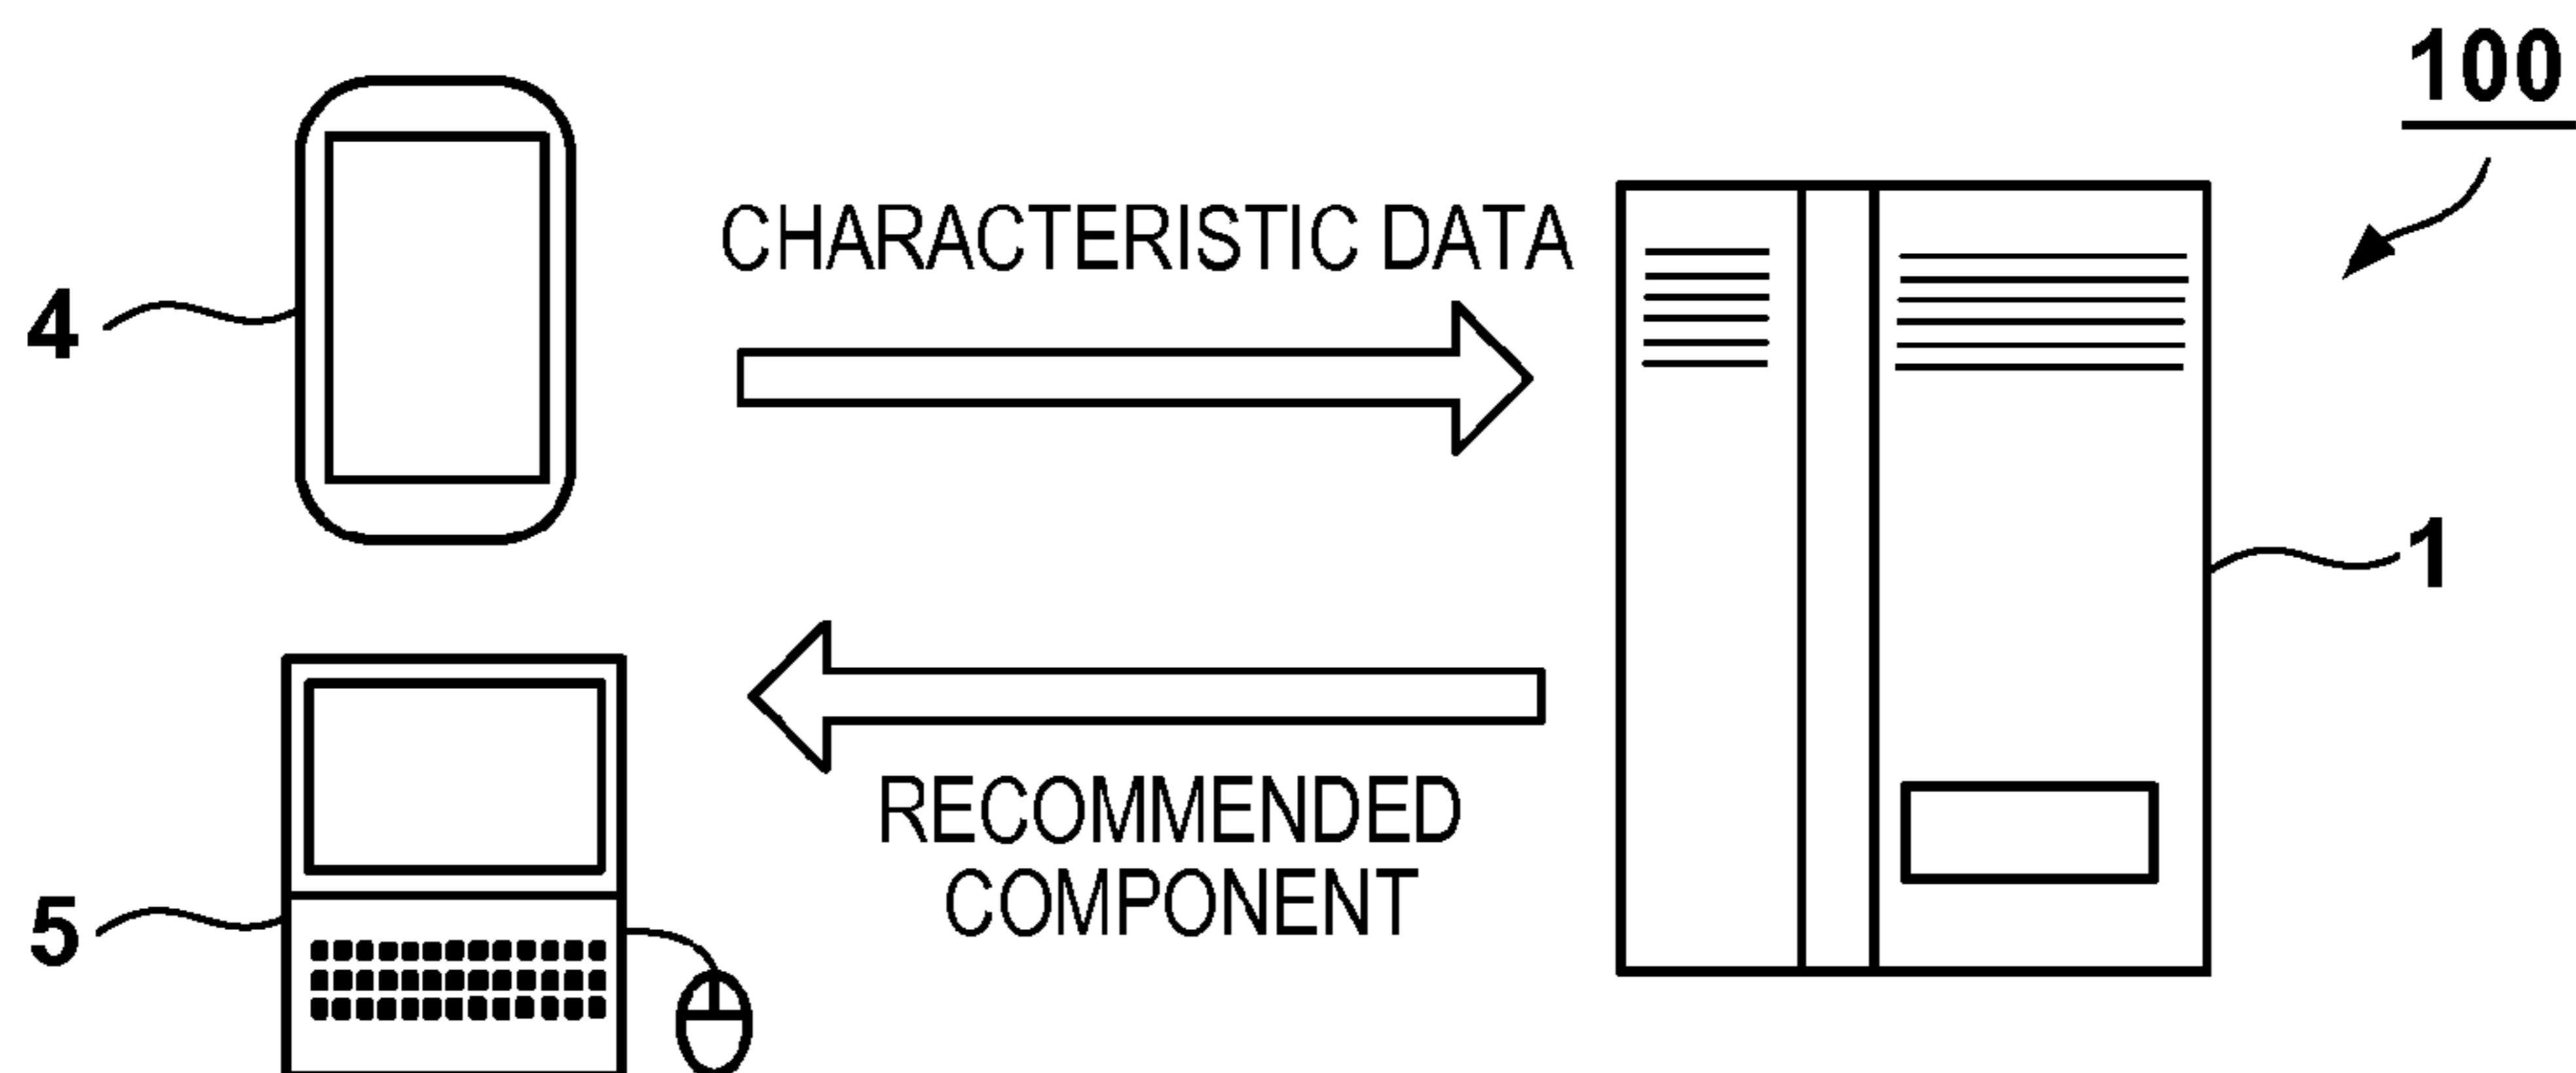 100
CHARACTERISTIC DATA
4
1
RECOMMENDED
COMPONENT
5